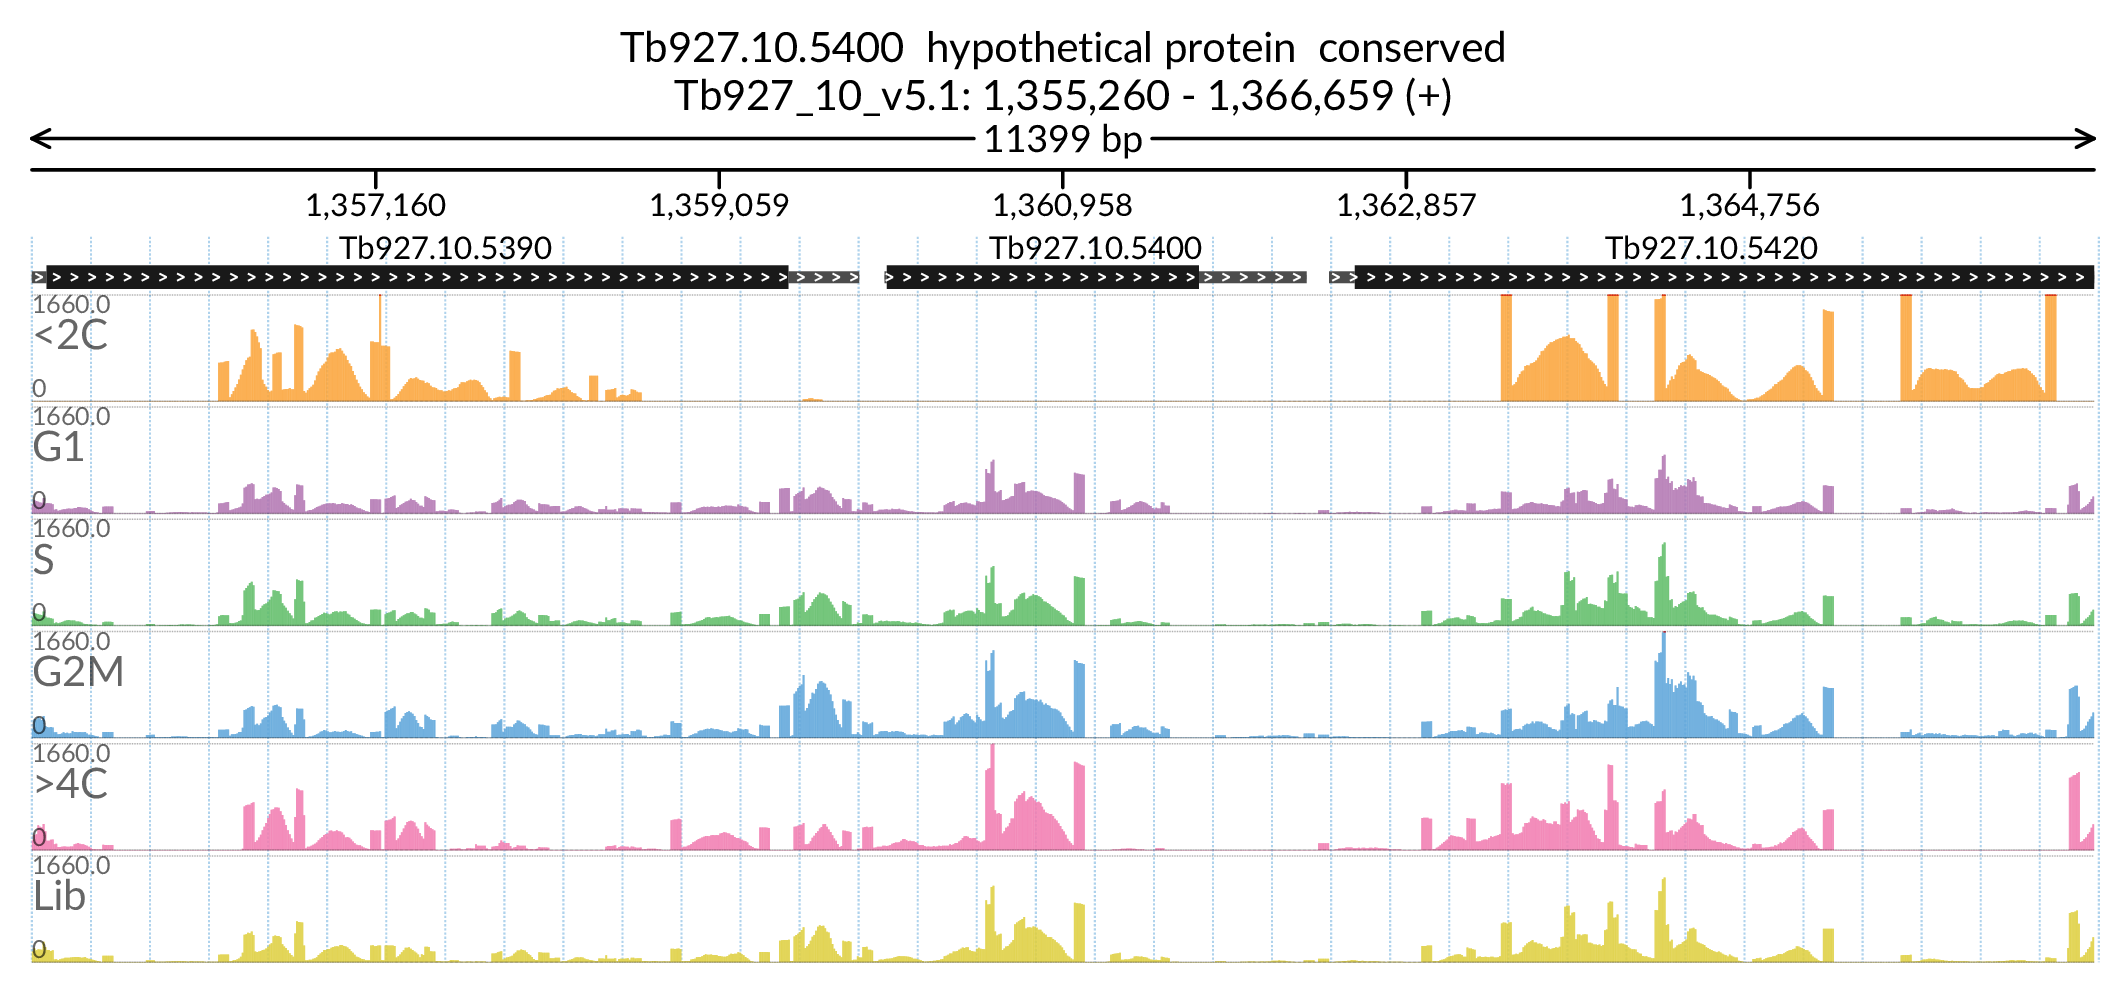 Tb927.10.5400  hypothetical protein  conserved
Tb927_10_v5.1: 1,355,260 - 1,366,659 (+)
11399 bp
1,357,160 1,359,059 1,360,958 1,362,857 1,364,756
Tb927.10.5390 Tb927.10.5400 Tb927.10.5420
1660.0
<2C
0
1660.0
G1
0
1660.0
S
0
1660.0
G2M
0
1660.0
>4C
0
1660.0
Lib
0